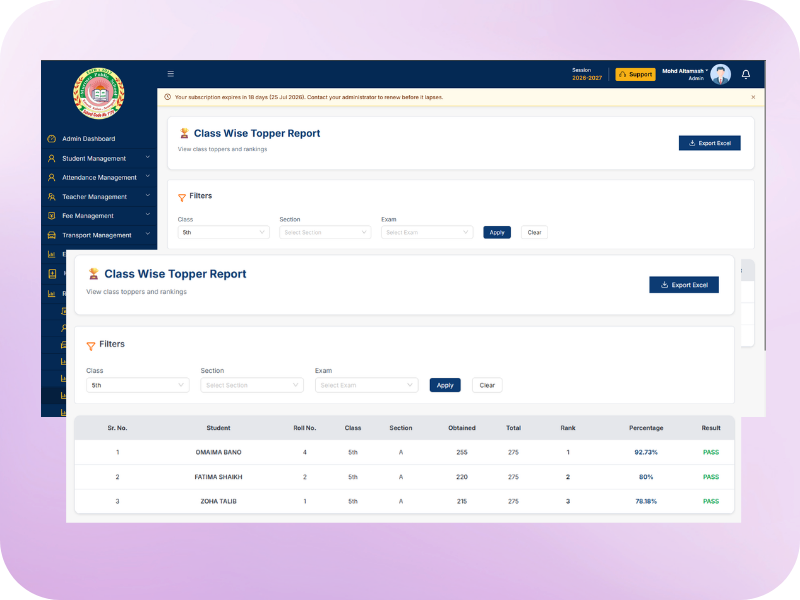 Session
2026-2027
Support
Mohd Altamash
Admin
Your subscription expires in 18 days (25 Jul 2026). Contact your administrator to renew before it lapses.
Admin Dashboard
Student Management
Attendance Management
Teacher Management
Fee Management
Transport Management
Class Wise Topper Report
View class toppers and rankings
Export Excel
Filters
Class
Section
Exam
5th
Select Section
Select Exam
Apply
Clear
Class Wise Topper Report
View class toppers and rankings
Export Excel
Filters
Class
Section
Exam
5th
Select Section
Select Exam
Apply
Clear
Sr. No. Student Roll No. Class Section Obtained Total Rank Percentage Result
1 OMAIMA BANO 4 5th A 255 275 1 92.73% PASS
2 FATIMA SHAIKH 2 5th A 220 275 2 80% PASS
3 ZOHA TALIB 1 5th A 215 275 3 78.18% PASS